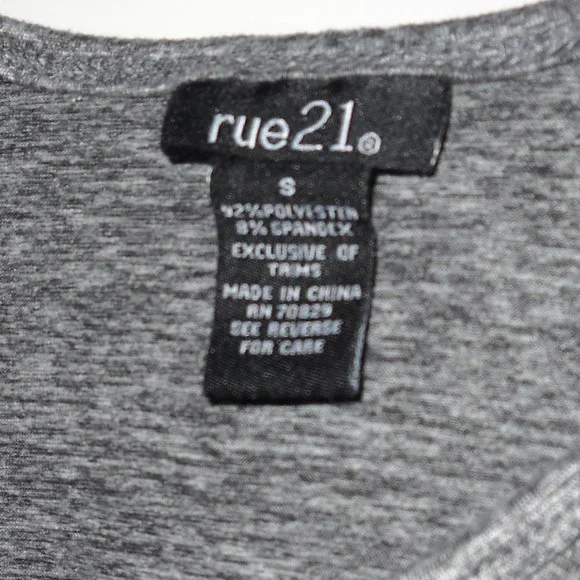 rue21®
S
92% POLYESTER
8% SPANDEX
EXCLUSIVE OF
TRIMS
MADE IN CHINA
RN 70829
SEE REVERSE
FOR CARE